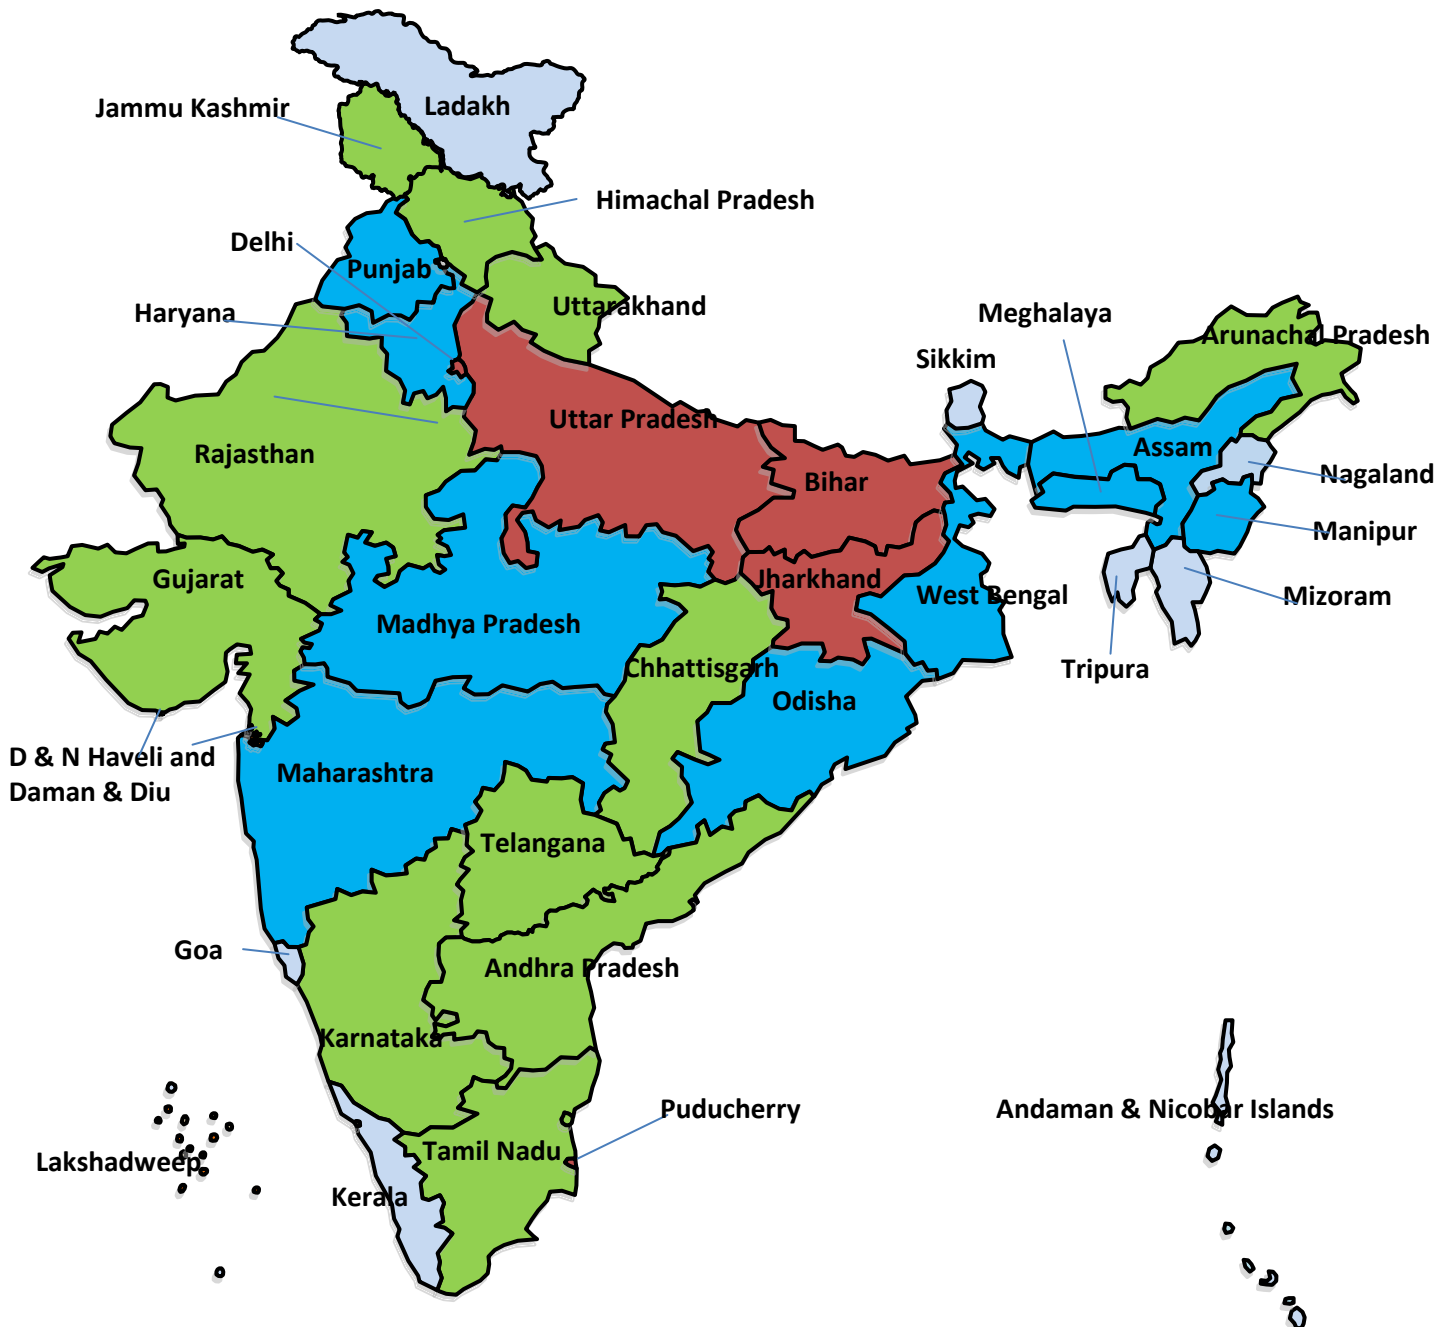 Ladakh
Jammu Kashmir
Himachal Pradesh
Delhi
Punjab
Uttarakhand
Haryana
Meghalaya
Arunachal Pradesh
Sikkim
Uttar Pradesh
Assam
Rajasthan
Nagaland
Bihar
Manipur
Gujarat
Jharkhand
West Bengal
Mizoram
Madhya Pradesh
Chhattisgarh
Tripura
Odisha
D & N Haveli and
Daman & Diu
Maharashtra
Telangana
Goa
Andhra Pradesh
Karnataka
Puducherry
Andaman & Nicobar Islands
Tamil Nadu
Lakshadweep
Kerala